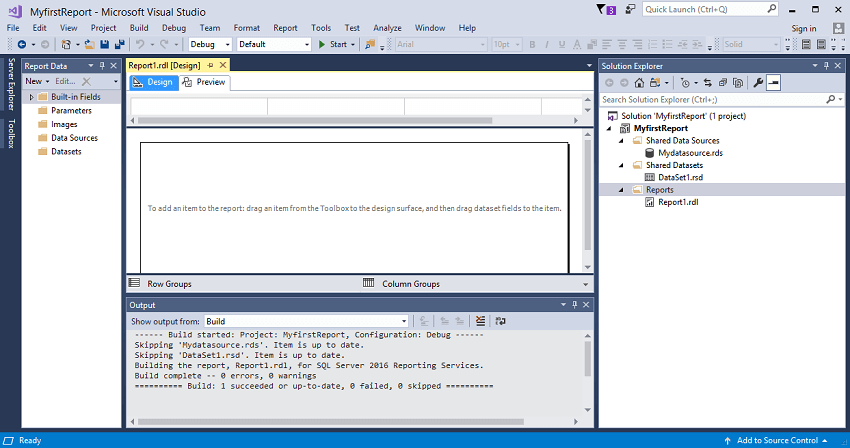 MyfirstReport - Microsoft Visual Studio
3
Quick Launch (Ctrl+Q)
File Edit View Project Build Debug Team Format Report Tools Test Analyze Window Help
Sign in
Debug Default Start Arial 10pt B I U A Solid
Server Explorer
Toolbox
Report Data
New Edit...
Built-in Fields
Parameters
Images
Data Sources
Datasets
Report1.rdl [Design]
Design Preview
To add an item to the report: drag an item from the Toolbox to the design surface, and then drag dataset fields to the item.
Row Groups Column Groups
Output
Show output from: Build
------ Build started: Project: MyfirstReport, Configuration: Debug ------
Skipping 'Mydatasource.rds'. Item is up to date.
Skipping 'DataSet1.rsd'. Item is up to date.
Building the report, Report1.rdl, for SQL Server 2016 Reporting Services.
Build complete -- 0 errors, 0 warnings
========== Build: 1 succeeded or up-to-date, 0 failed, 0 skipped ==========
Solution Explorer
Search Solution Explorer (Ctrl+;)
Solution 'MyfirstReport' (1 project)
MyfirstReport
Shared Data Sources
Mydatasource.rds
Shared Datasets
DataSet1.rsd
Reports
Report1.rdl
Ready
Add to Source Control